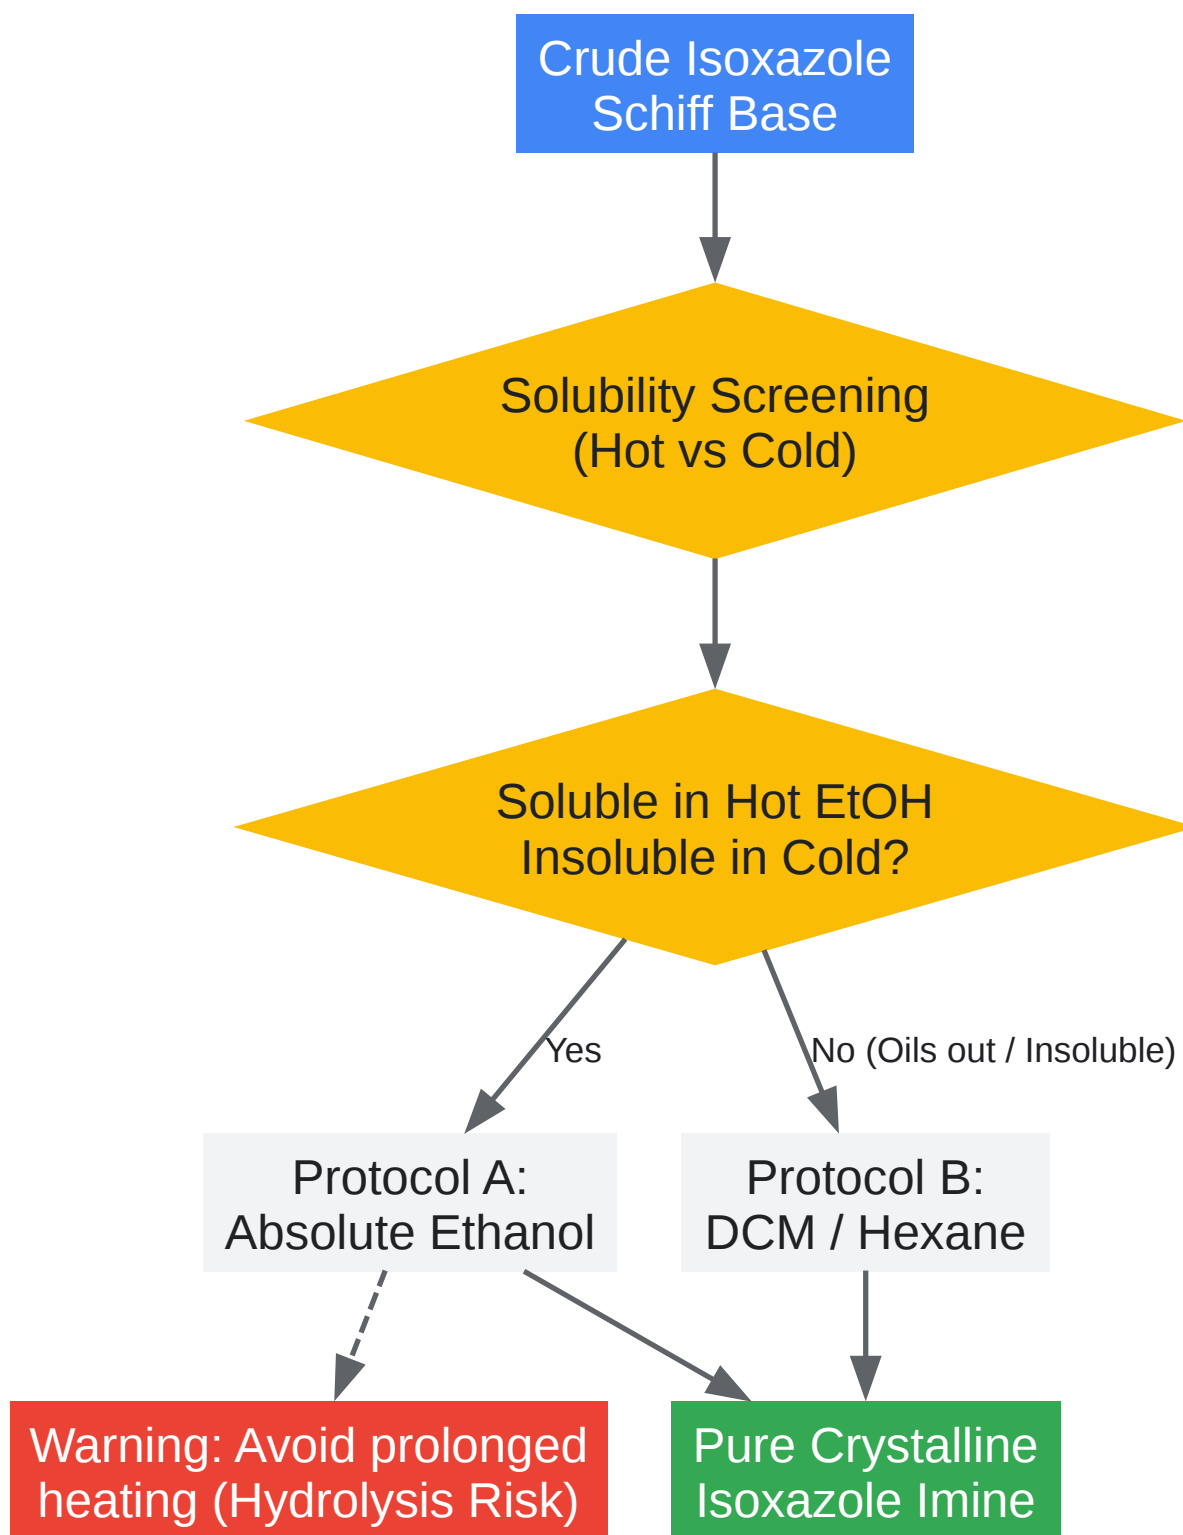 Crude Isoxazole
Schiff Base
Solubility Screening
(Hot vs Cold)
Soluble in Hot EtOH
Insoluble in Cold?
Yes
No (Oils out / Insoluble)
Protocol A:
Absolute Ethanol
Protocol B:
DCM / Hexane
Warning: Avoid prolonged
heating (Hydrolysis Risk)
Pure Crystalline
Isoxazole Imine